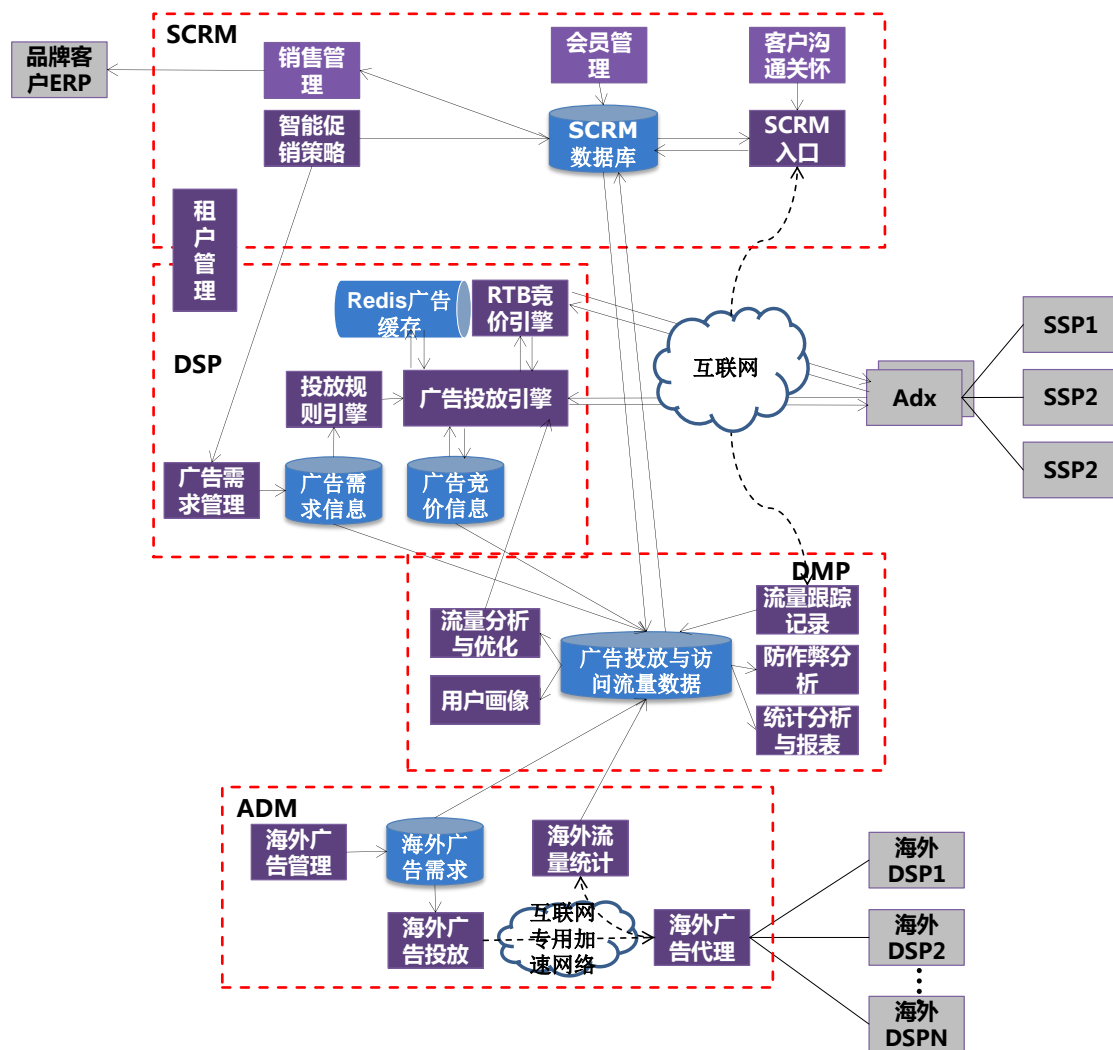 SCRM
品牌客
户ERP
销售管
理
会员管
理
客户沟
通关怀
智能促
销策略
SCRM
数据库
SCRM
入口
租
户
管
理
DSP
Redis广告
缓存
RTB竞
价引擎
互联网
投放规
则引擎
广告投放引擎
Adx
SSP1
SSP2
SSP2
广告需
求管理
广告需
求信息
广告竞
价信息
DMP
流量分析
与优化
用户画像
广告投放与访
问流量数据
流量跟踪
记录
防作弊分
析
统计分析
与报表
ADM
海外广
告管理
海外广
告需求
海外流
量统计
海外广
告投放
互联网
专用加
速网络
海外广
告代理
海外
DSP1
海外
DSP2
海外
DSPN